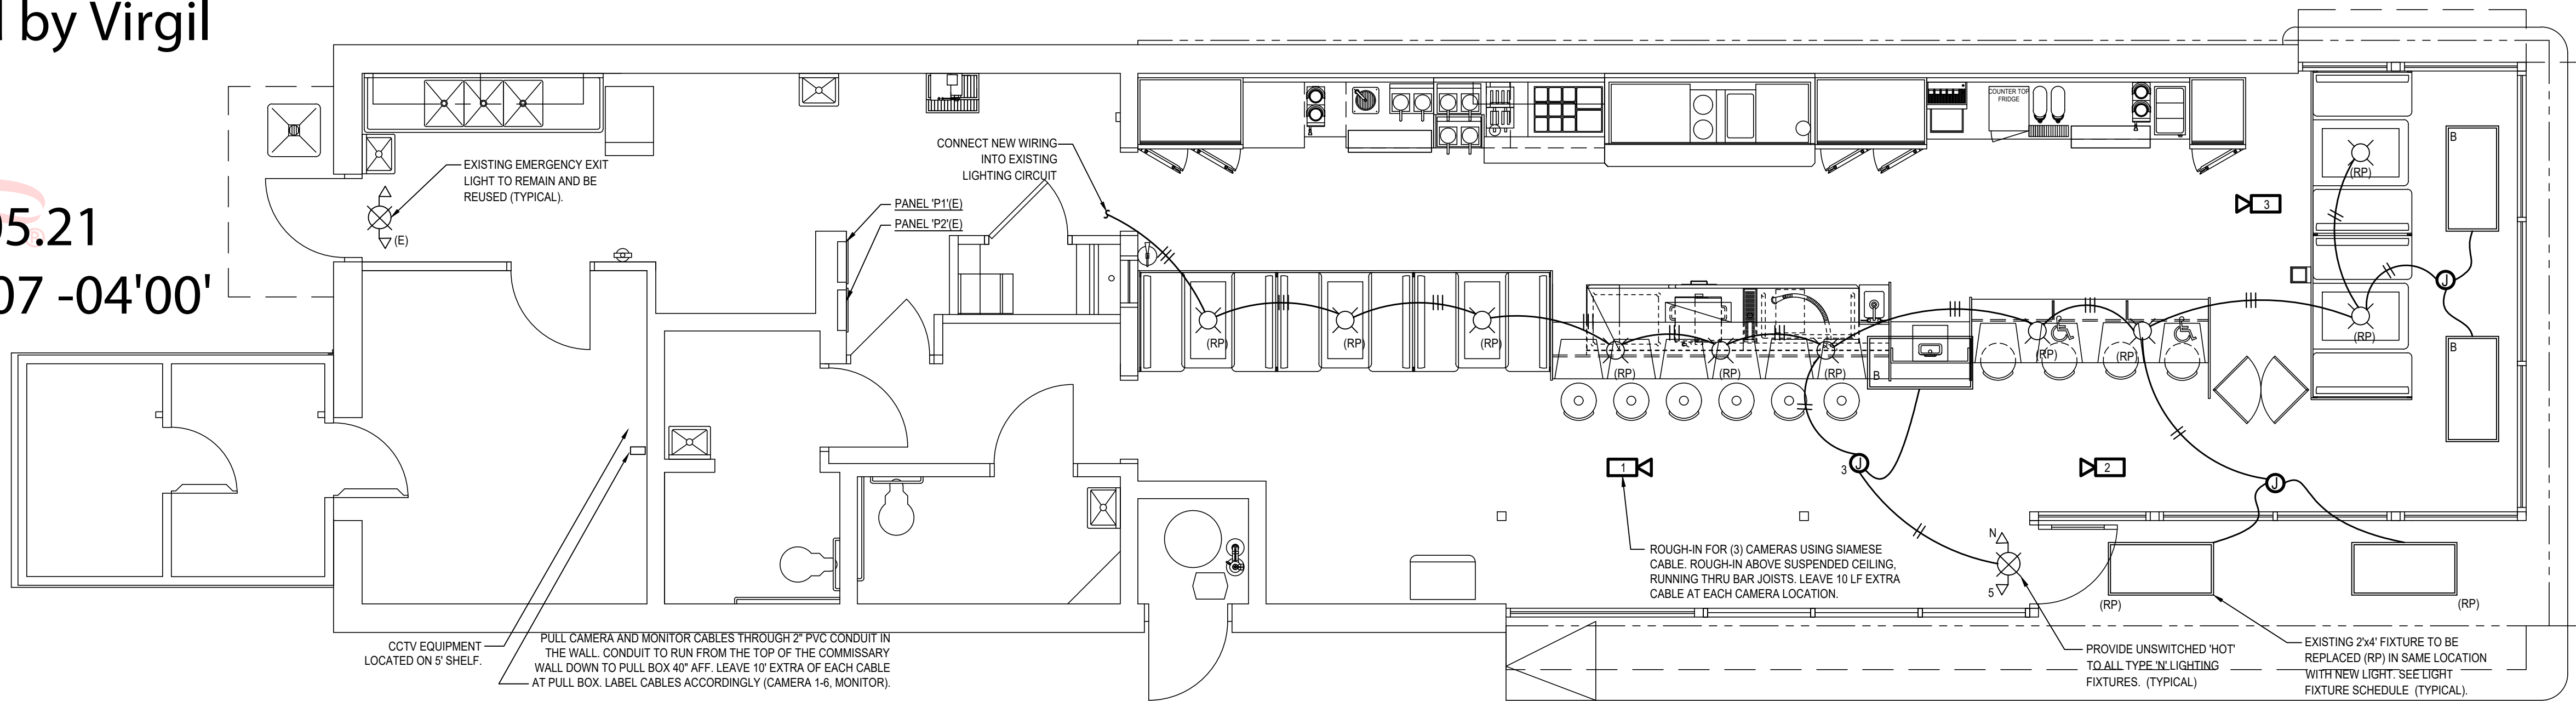 l by Virgil
05.21
07 -04'00'
®
EXISTING EMERGENCY EXIT
LIGHT TO REMAIN AND BE
REUSED (TYPICAL).
(E)
CONNECT NEW WIRING
INTO EXISTING
LIGHTING CIRCUIT
PANEL 'P1'(E)
PANEL 'P2'(E)
S
COUNTER TOP
FRIDGE
3
(RP)
B
J
(RP)
B
(RP)
(RP)
(RP)
(RP)
(RP)
(RP)
B
(RP)
(RP)
1
3
J
2
J
N
5
ROUGH-IN FOR (3) CAMERAS USING SIAMESE
CABLE. ROUGH-IN ABOVE SUSPENDED CEILING,
RUNNING THRU BAR JOISTS. LEAVE 10 LF EXTRA
CABLE AT EACH CAMERA LOCATION.
(RP)
(RP)
CCTV EQUIPMENT
LOCATED ON 5' SHELF.
PULL CAMERA AND MONITOR CABLES THROUGH 2" PVC CONDUIT IN
THE WALL. CONDUIT TO RUN FROM THE TOP OF THE COMMISSARY
WALL DOWN TO PULL BOX 40" AFF. LEAVE 10' EXTRA OF EACH CABLE
AT PULL BOX. LABEL CABLES ACCORDINGLY (CAMERA 1-6, MONITOR).
PROVIDE UNSWITCHED 'HOT'
TO ALL TYPE 'N' LIGHTING
FIXTURES. (TYPICAL)
EXISTING 2'x4' FIXTURE TO BE
REPLACED (RP) IN SAME LOCATION
WITH NEW LIGHT. SEE LIGHT
FIXTURE SCHEDULE (TYPICAL).